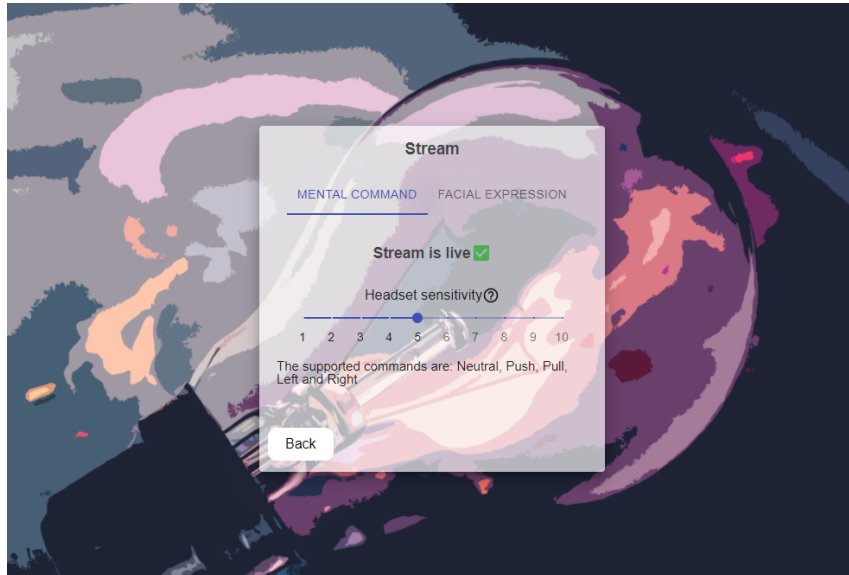 Stream
MENTAL COMMAND FACIAL EXPRESSION
Stream is live
Headset sensitivity
1 2 3 4 5 6 7 8 9 10
The supported commands are: Neutral, Push, Pull,
Left and Right
Back